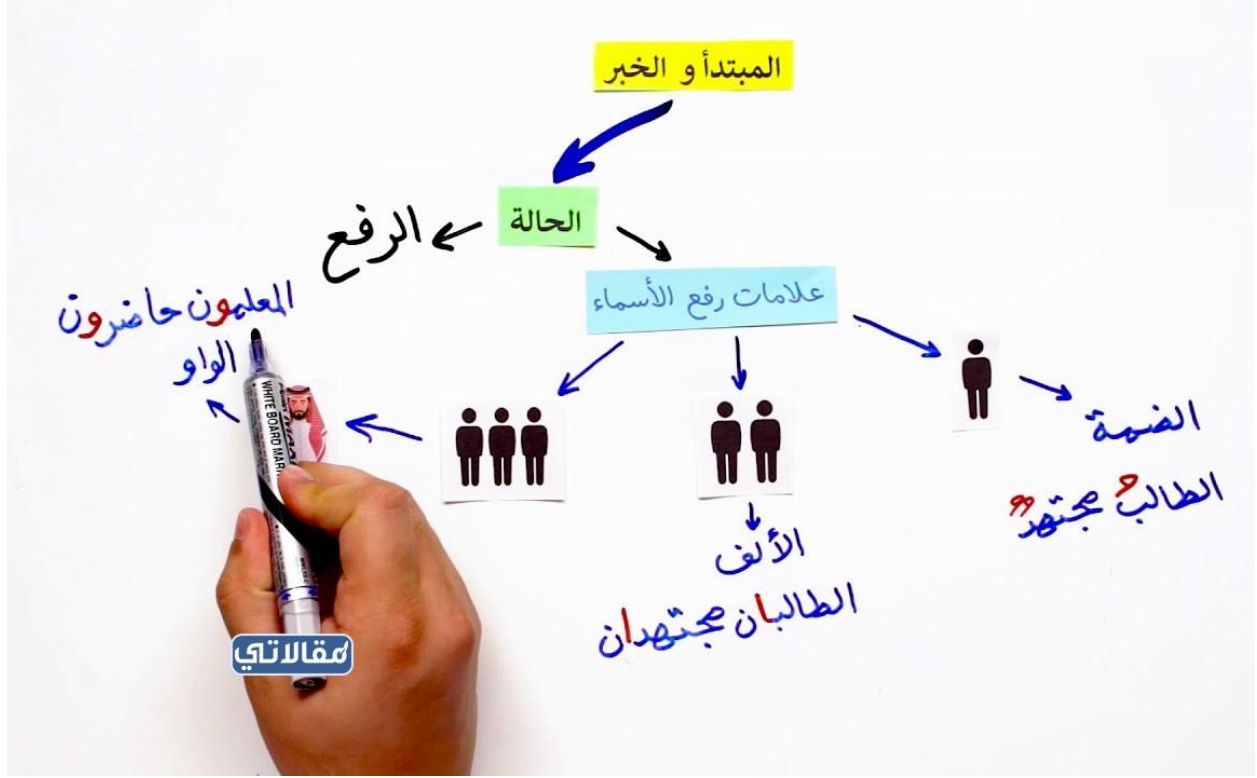 المبتدأ و الخبر
الحالة
الرفع
علامات رفع الأسماء
الضمة
الطالبُ مجتهدٌ
الألف
الطالبان مجتهدان
المعلمون حاضرون
الواو
WHITE BOARD MAR
مقالاتي